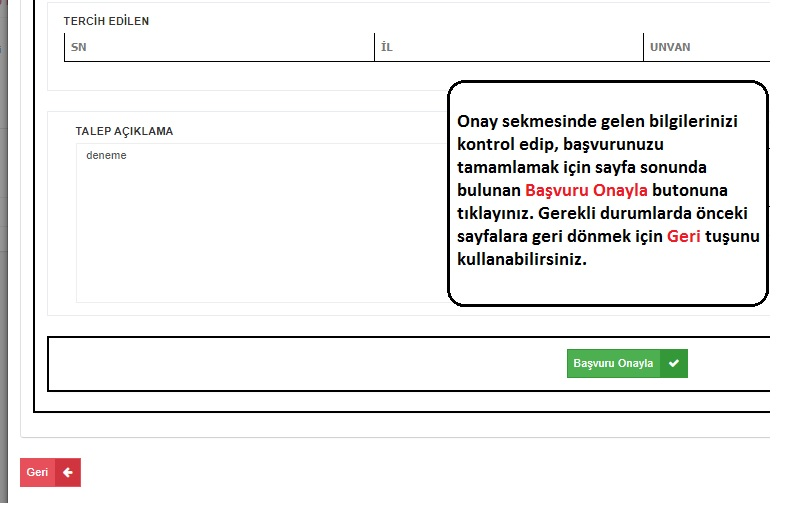 TERCİH EDİLEN
SN İL UNVAN
TALEP AÇIKLAMA
deneme
Onay sekmesinde gelen bilgilerinizi
kontrol edip, başvurunuzu
tamamlamak için sayfa sonunda
bulunan Başvuru Onayla butonuna
tıklayınız. Gerekli durumlarda önceki
sayfalara geri dönmek için Geri tuşunu
kullanabilirsiniz.
Başvuru Onayla
Geri